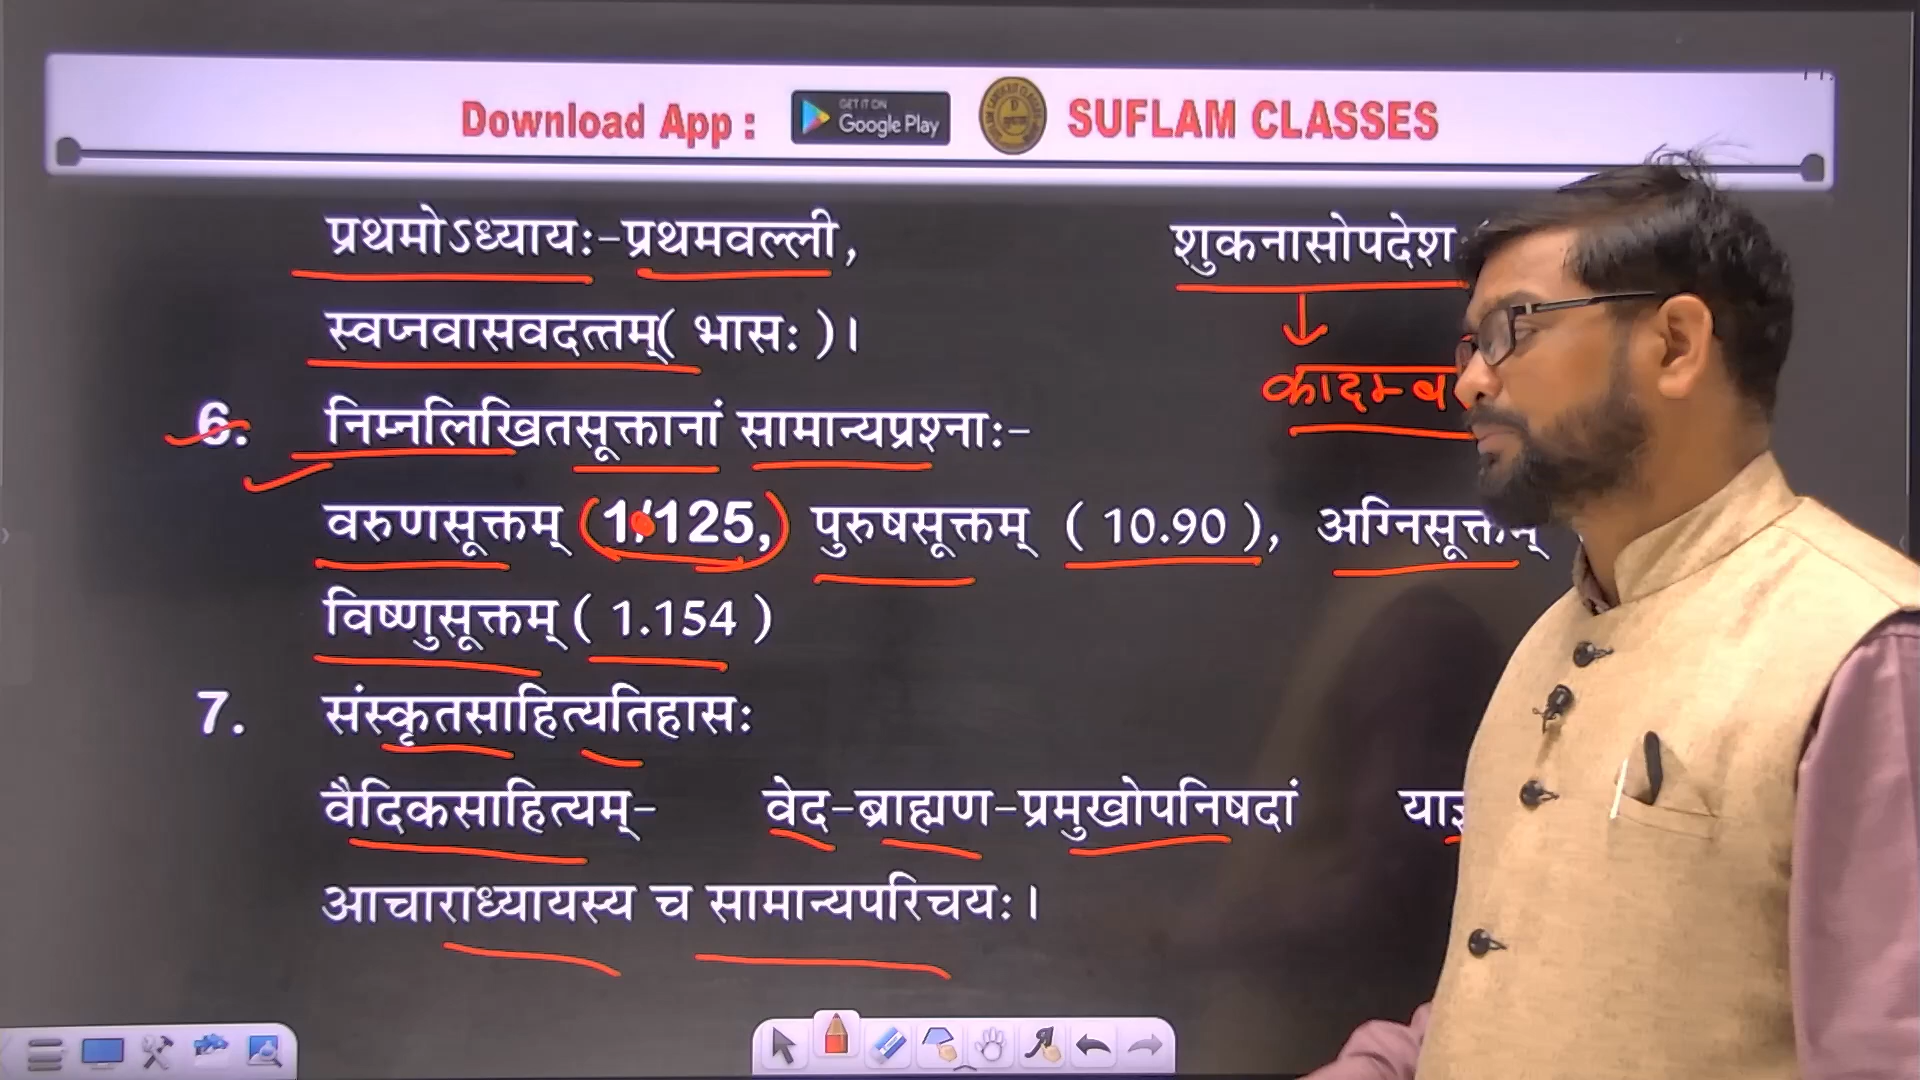 Download App : GET IT ON Google Play SUFLAM CLASSES
प्रथमोऽध्यायः-प्रथमवल्ली, शुकनासोपदेश
स्वप्नवासवदत्तम्( भासः )।
6. निम्नलिखितसूक्तानां सामान्यप्रश्नाः-
वरुणसूक्तम् (1/125, पुरुषसूक्तम् ( 10.90 ), अग्निसूक्तम्
विष्णुसूक्तम् ( 1.154 )
7. संस्कृतसाहित्यतिहासः
वैदिकसाहित्यम्- वेद-ब्राह्मण-प्रमुखोपनिषदां
आचाराध्यायस्य च सामान्यपरिचयः।